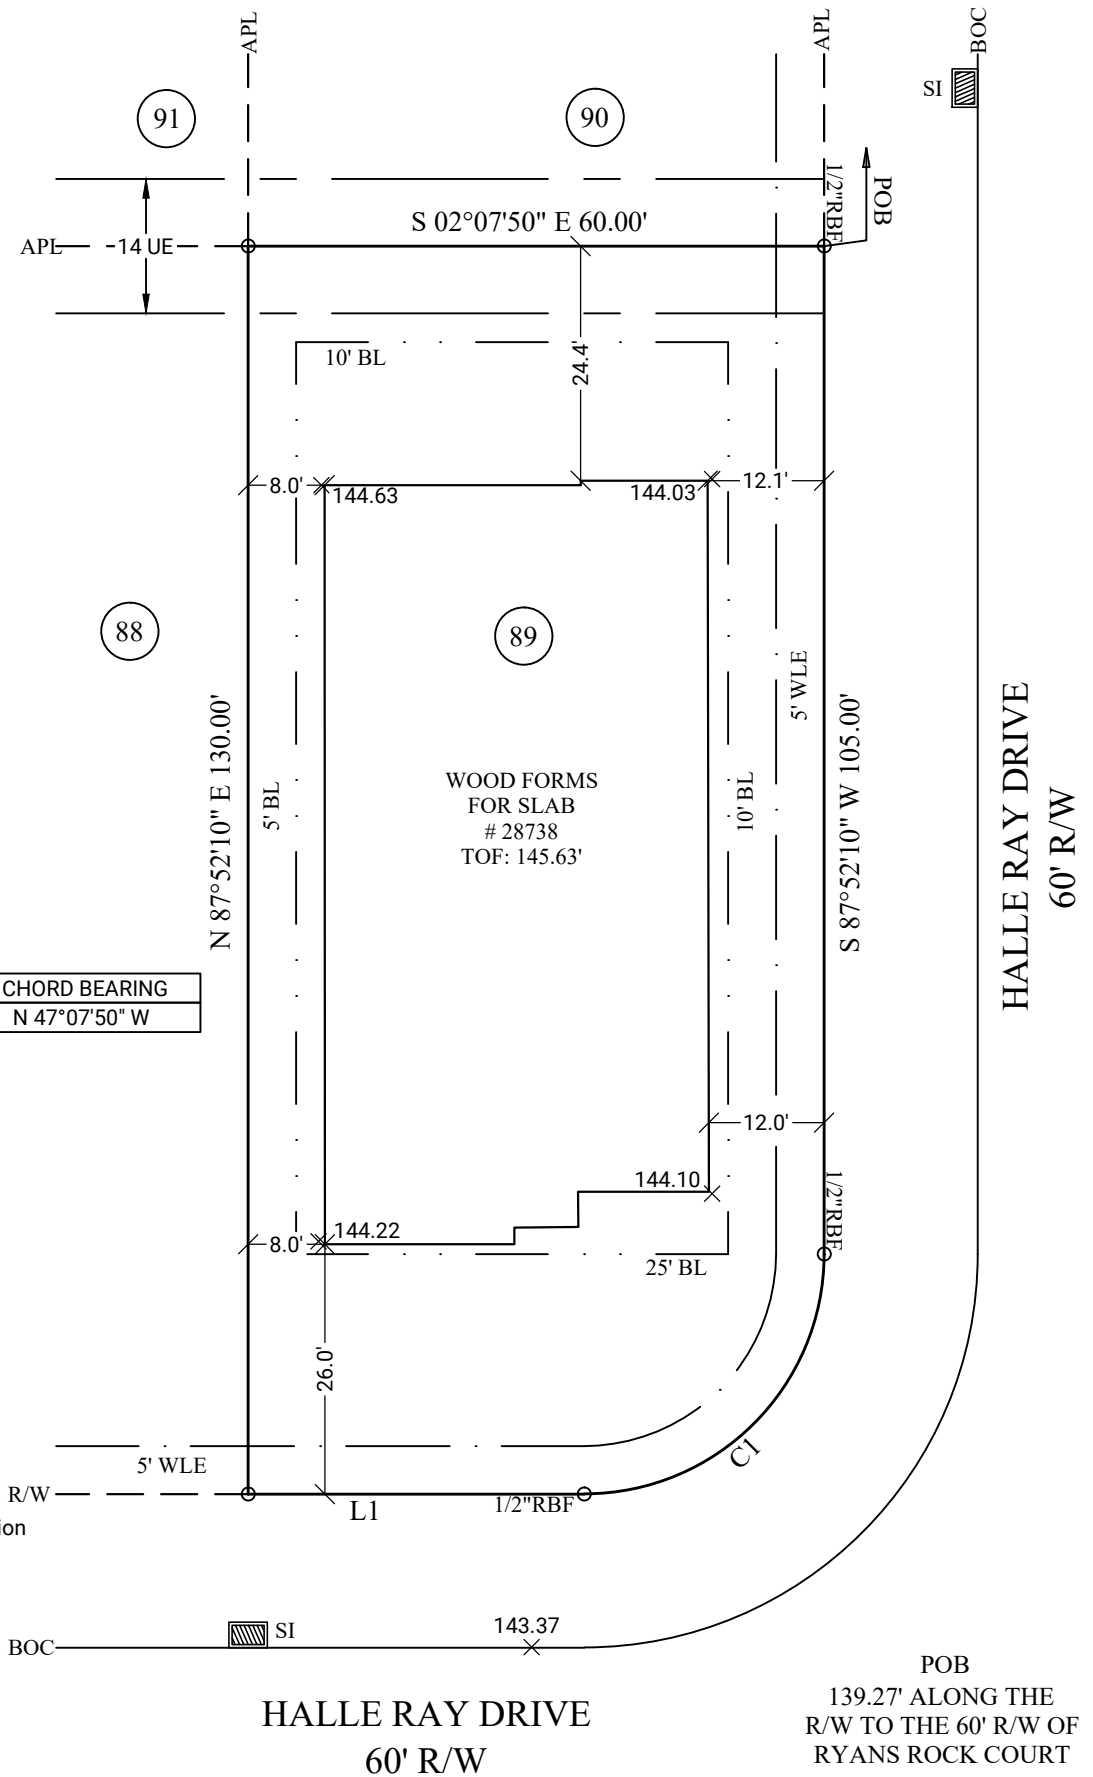 APL
APL
BOC
SI
91
90
1/2"RBF
POB
S 02°07'50" E 60.00'
APL
14 UE
10' BL
24.4'
8.0'
144.63
144.03
12.1'
88
89
5' WLE
N 87°52'10" E 130.00'
5' BL
WOOD FORMS
FOR SLAB
# 28738
TOF: 145.63'
10' BL
S 87°52'10" W 105.00'
HALLE RAY DRIVE
60' R/W
CHORD BEARING
N 47°07'50" W
12.0'
144.10
1/2"RBF
8.0'
144.22
25' BL
26.0'
C1
5' WLE
R/W
L1
1/2"RBF
ion
SI
143.37
BOC
HALLE RAY DRIVE
60' R/W
POB
139.27' ALONG THE
R/W TO THE 60' R/W OF
RYANS ROCK COURT